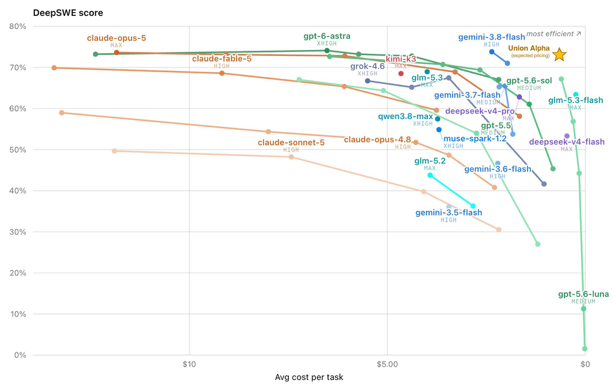 DeepSWE score
80%
70%
60%
50%
40%
30%
20%
10%
0%
most efficient ↗
claude-opus-5
MAX
gpt-6-astra
XHIGH
gemini-3.8-flash
HIGH
Union Alpha
(expected pricing)
claude-fable-5
HIGH
kimi-k3
grok-4.6
XHIGH
glm-5.3
MAX
gpt-5.6-sol
MEDIUM
gemini-3.7-flash
MEDIUM
glm-5.3-flash
MAX
deepseek-v4-pro
MAX
qwen3.8-max
XHIGH
gpt-5.5
MEDIUM
muse-spark-1.2
XHIGH
claude-opus-4.8
HIGH
deepseek-v4-flash
MAX
claude-sonnet-5
HIGH
glm-5.2
MAX
gemini-3.6-flash
HIGH
gemini-3.5-flash
HIGH
gpt-5.6-luna
MEDIUM
$10
$5.00
$0
Avg cost per task